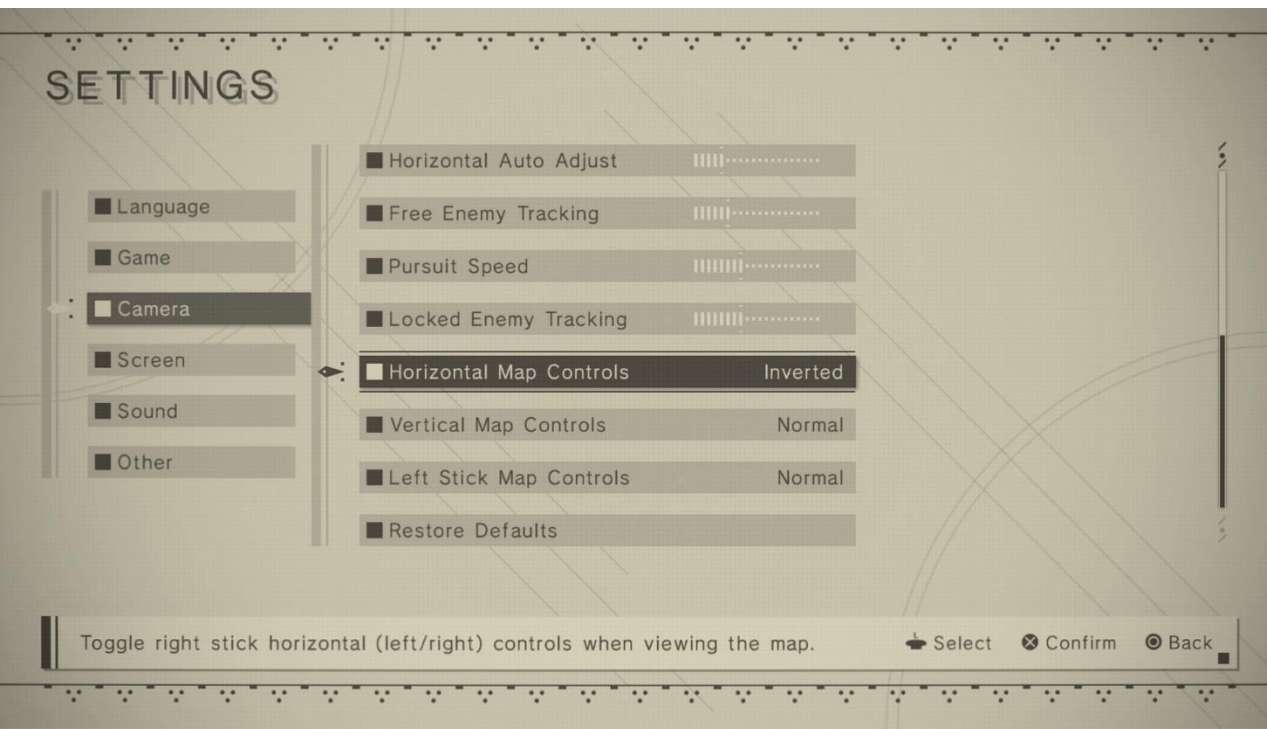 SETTINGS
Language
Game
Camera
Screen
Sound
Other
Horizontal Auto Adjust
Free Enemy Tracking
Pursuit Speed
Locked Enemy Tracking
Horizontal Map Controls Inverted
Vertical Map Controls Normal
Left Stick Map Controls Normal
Restore Defaults
Toggle right stick horizontal (left/right) controls when viewing the map. Select Confirm Back